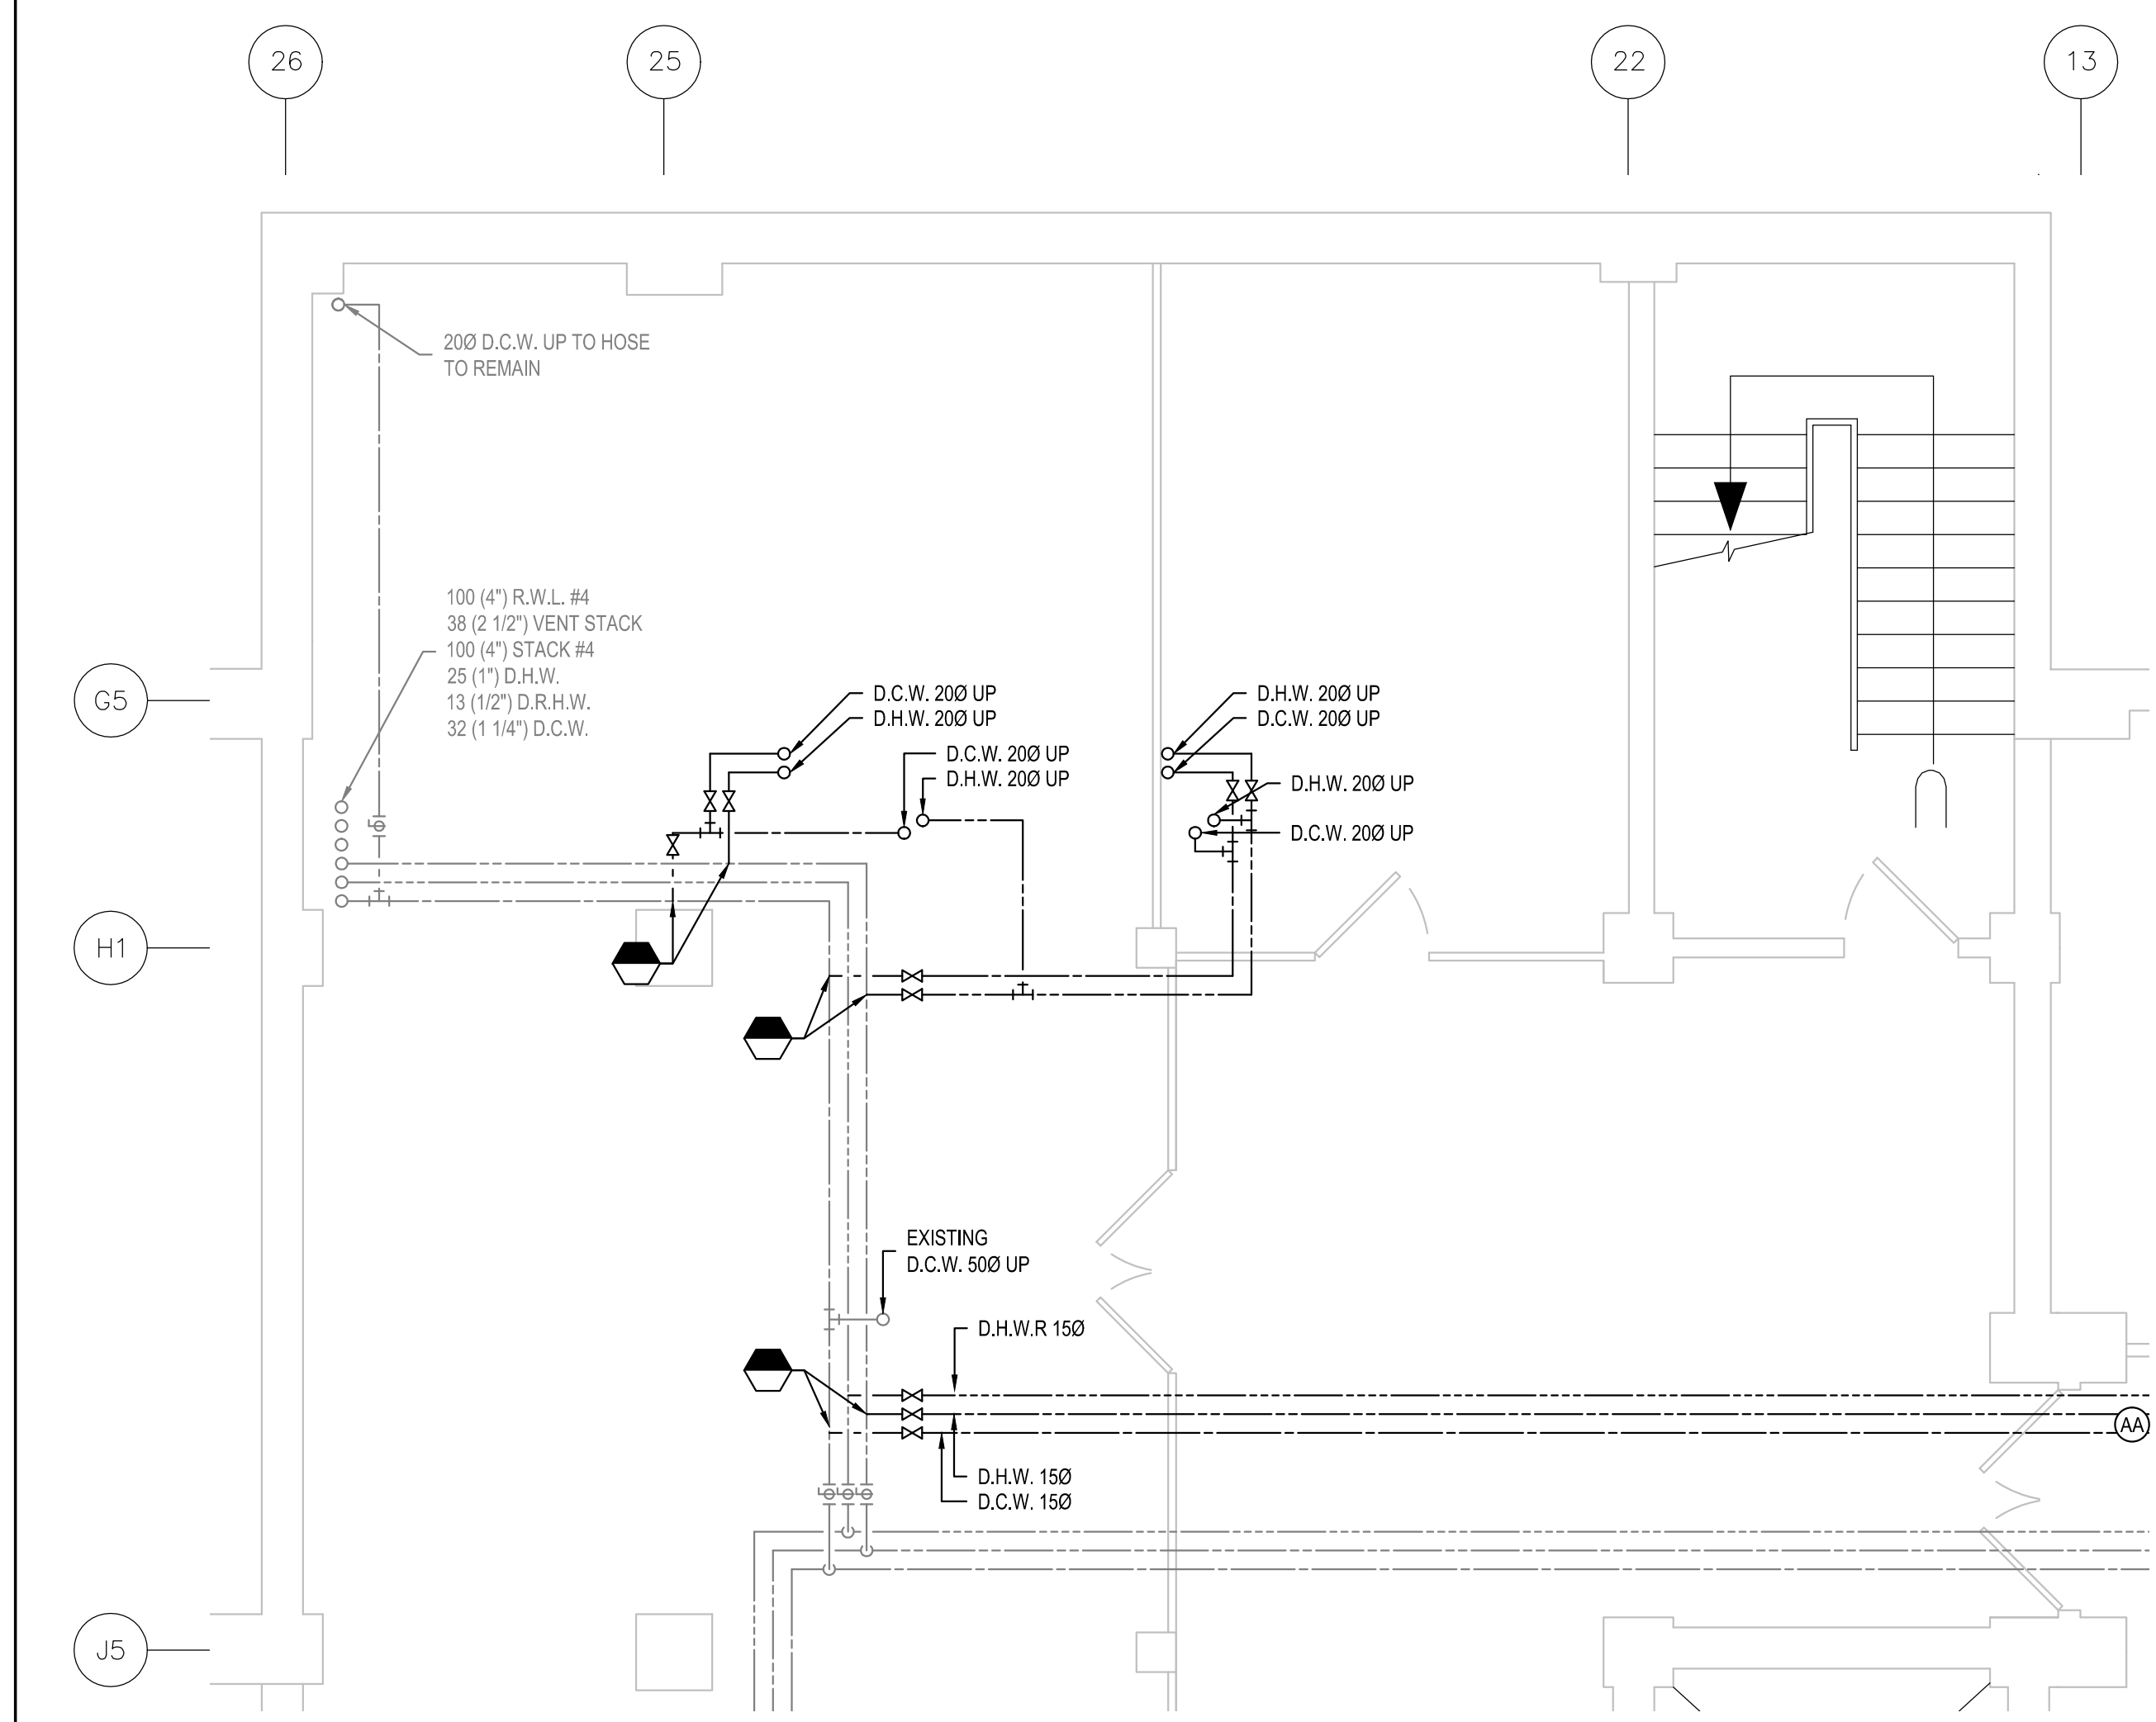 26
25
22
13
20Ø D.C.W. UP TO HOSE
TO REMAIN
100 (4") R.W.L. #4
38 (2 1/2") VENT STACK
100 (4") STACK #4
25 (1") D.H.W.
13 (1/2") D.R.H.W.
32 (1 1/4") D.C.W.
G5
D.C.W. 20Ø UP
D.H.W. 20Ø UP
D.C.W. 20Ø UP
D.H.W. 20Ø UP
D.H.W. 20Ø UP
D.C.W. 20Ø UP
D.H.W. 20Ø UP
D.C.W. 20Ø UP
H1
EXISTING
D.C.W. 50Ø UP
D.H.W.R 15Ø
AA
D.H.W. 15Ø
D.C.W. 15Ø
J5